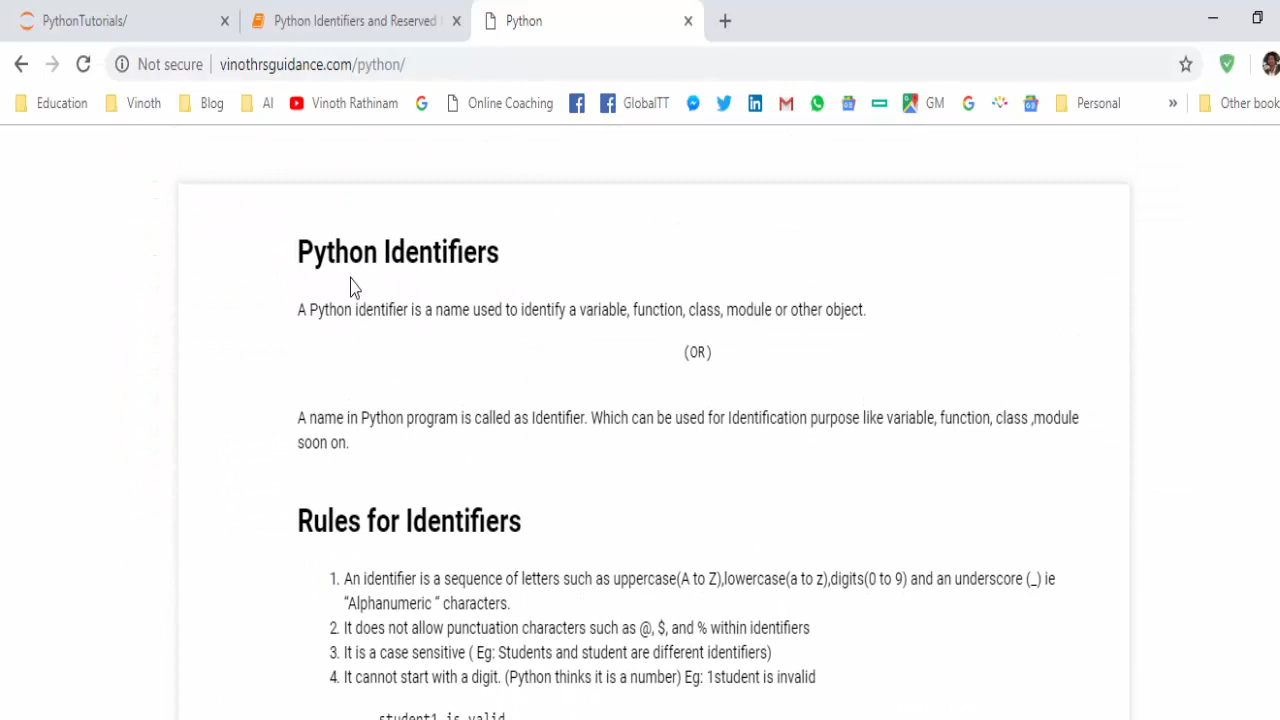 PythonTutorials/
Python Identifiers and Reserved
Python
Not secure
vinothrsguidance.com/python/
Education
Vinoth
Blog
AI
Vinoth Rathinam
Online Coaching
GlobalTT
GM
Personal
»
Other book
Python Identifiers
A Python identifier is a name used to identify a variable, function, class, module or other object.
(OR)
A name in Python program is called as Identifier. Which can be used for Identification purpose like variable, function, class ,module
soon on.
Rules for Identifiers
1. An identifier is a sequence of letters such as uppercase(A to Z),lowercase(a to z),digits(0 to 9) and an underscore (_) ie
“Alphanumeric “ characters.
2. It does not allow punctuation characters such as @, $, and % within identifiers
3. It is a case sensitive ( Eg: Students and student are different identifiers)
4. It cannot start with a digit. (Python thinks it is a number) Eg: 1student is invalid
student1 is valid